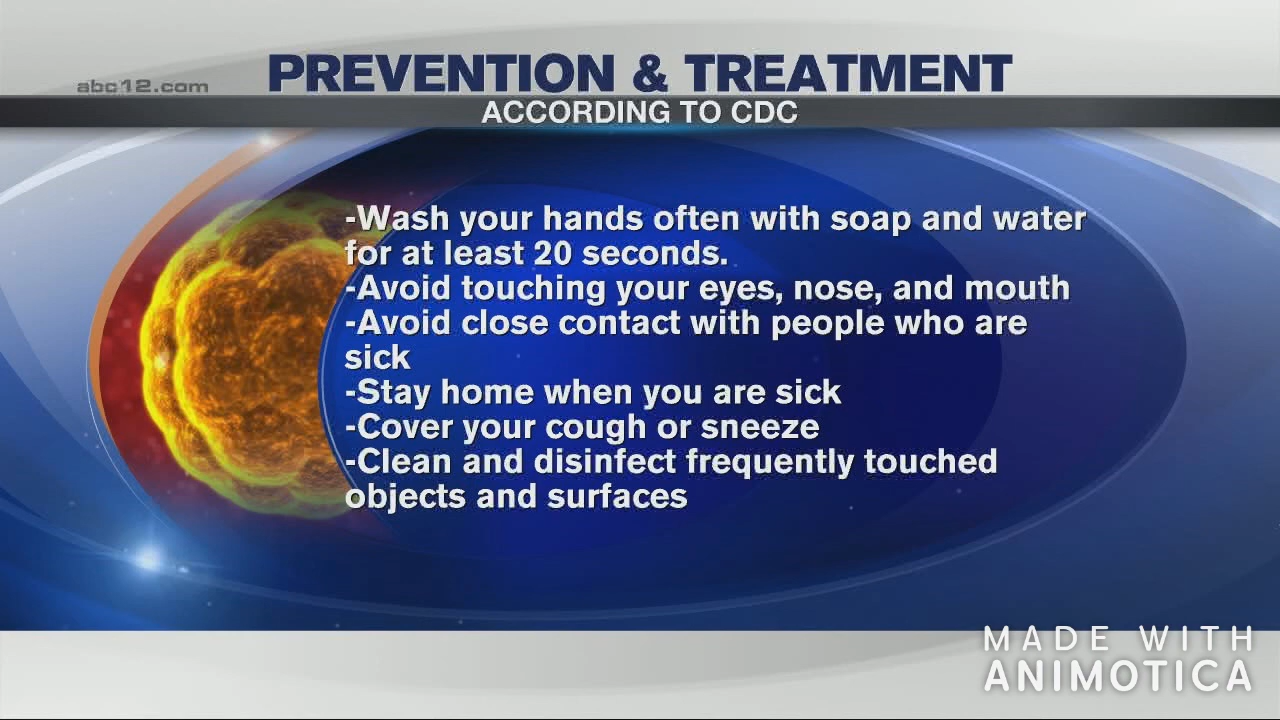 PREVENTION & TREATMENT
abc12.com
ACCORDING TO CDC
-Wash your hands often with soap and water
for at least 20 seconds.
-Avoid touching your eyes, nose, and mouth
-Avoid close contact with people who are
sick
-Stay home when you are sick
-Cover your cough or sneeze
-Clean and disinfect frequently touched
objects and surfaces
MADE WITH
ANIMOTICA